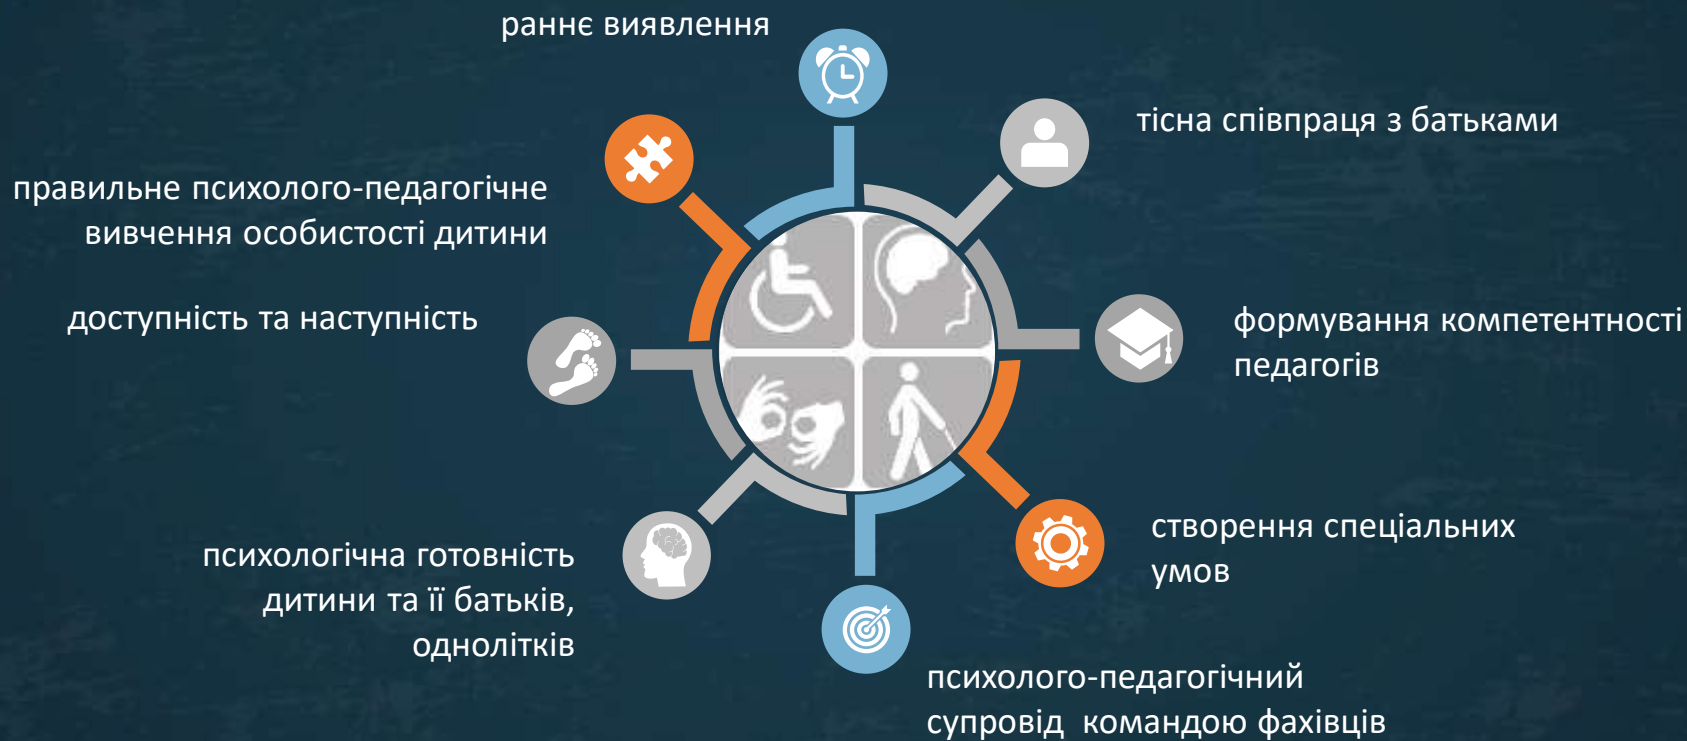 раннє виявлення
тісна співпраця з батьками
правильне психолого-педагогічне
вивчення особистості дитини
доступність та наступність
формування компетентності
педагогів
психологічна готовність
дитини та її батьків,
однолітків
створення спеціальних
умов
психолого-педагогічний
супровід командою фахівців